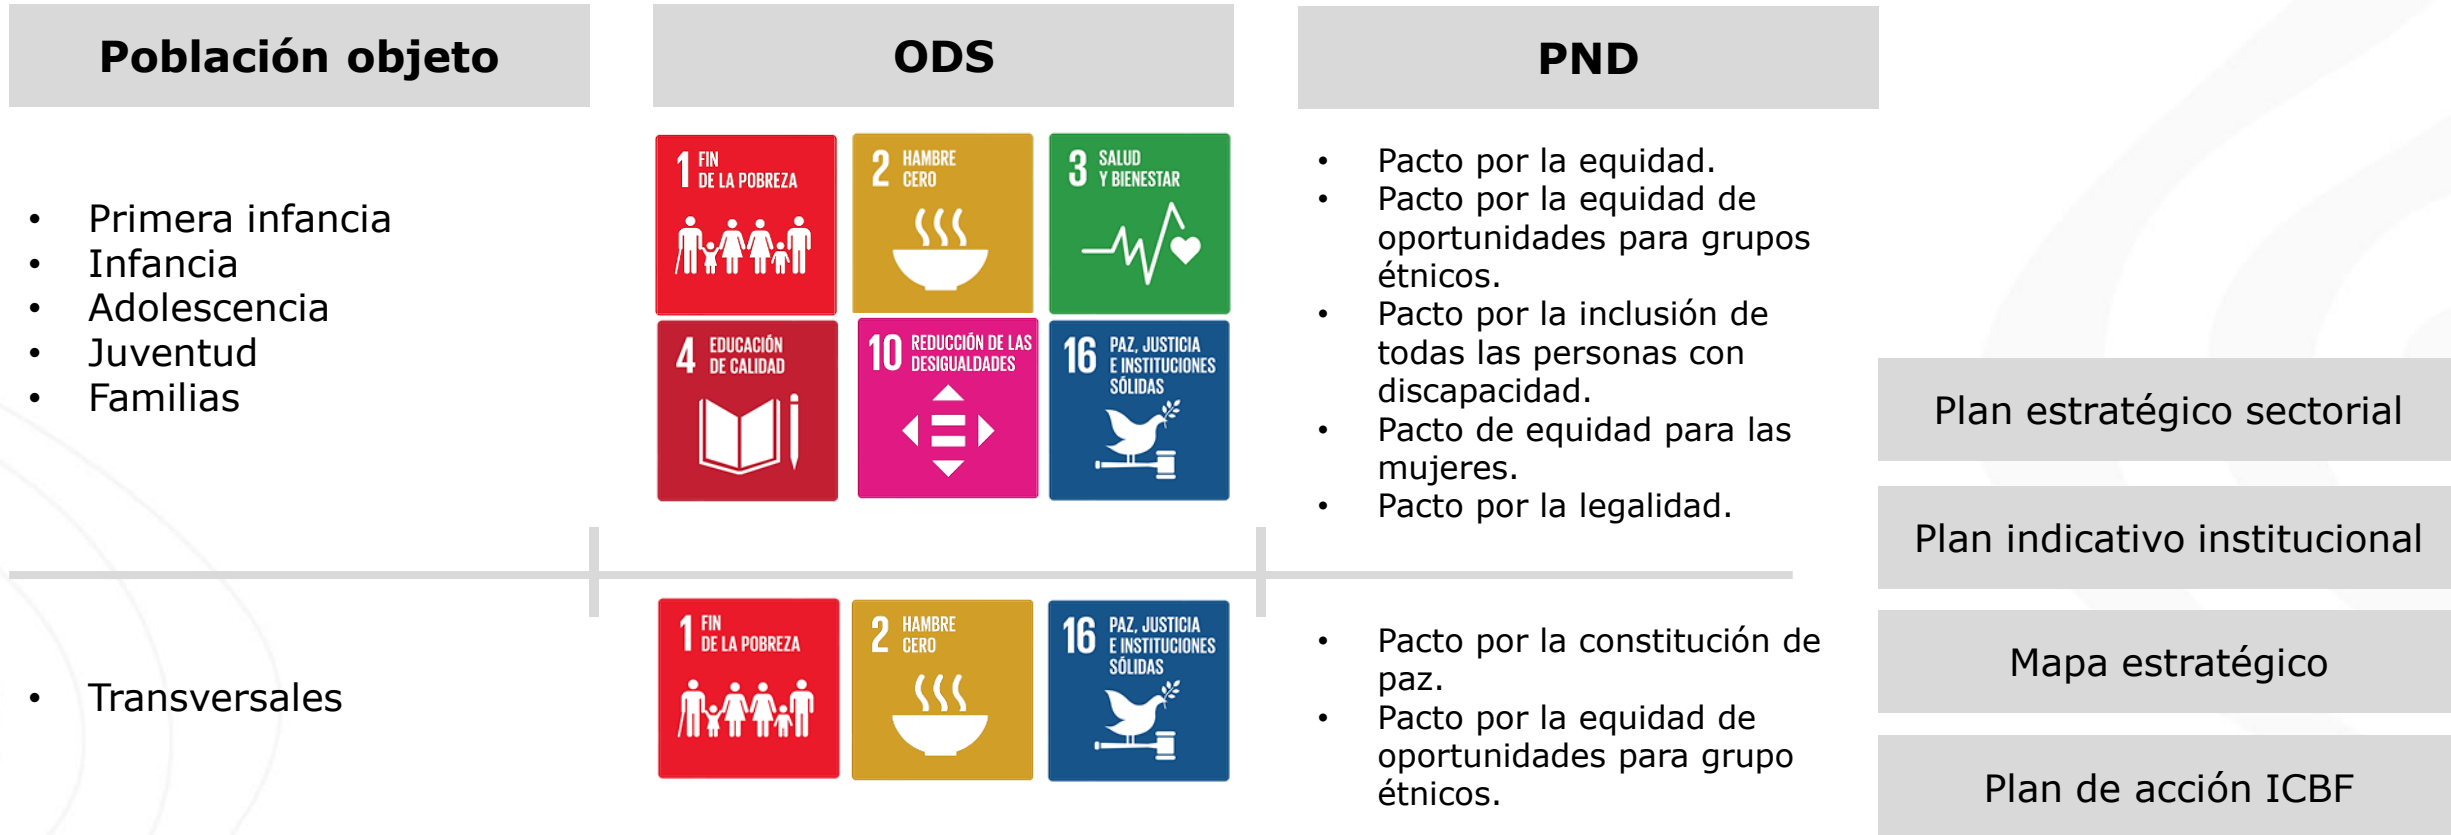 Población objeto
ODS
PND
• Primera infancia
• Infancia
• Adolescencia
• Juventud
• Familias
1 FIN
DE LA POBREZA
2 HAMBRE
CERO
3 SALUD
Y BIENESTAR
4 EDUCACIÓN
DE CALIDAD
10 REDUCCIÓN DE LAS
DESIGUALDADES
16 PAZ, JUSTICIA
E INSTITUCIONES
SÓLIDAS
• Pacto por la equidad.
• Pacto por la equidad de
oportunidades para grupos
étnicos.
• Pacto por la inclusión de
todas las personas con
discapacidad.
• Pacto de equidad para las
mujeres.
• Pacto por la legalidad.
• Transversales
1 FIN
DE LA POBREZA
2 HAMBRE
CERO
16 PAZ, JUSTICIA
E INSTITUCIONES
SÓLIDAS
• Pacto por la constitución de
paz.
• Pacto por la equidad de
oportunidades para grupo
étnicos.
Plan estratégico sectorial
Plan indicativo institucional
Mapa estratégico
Plan de acción ICBF